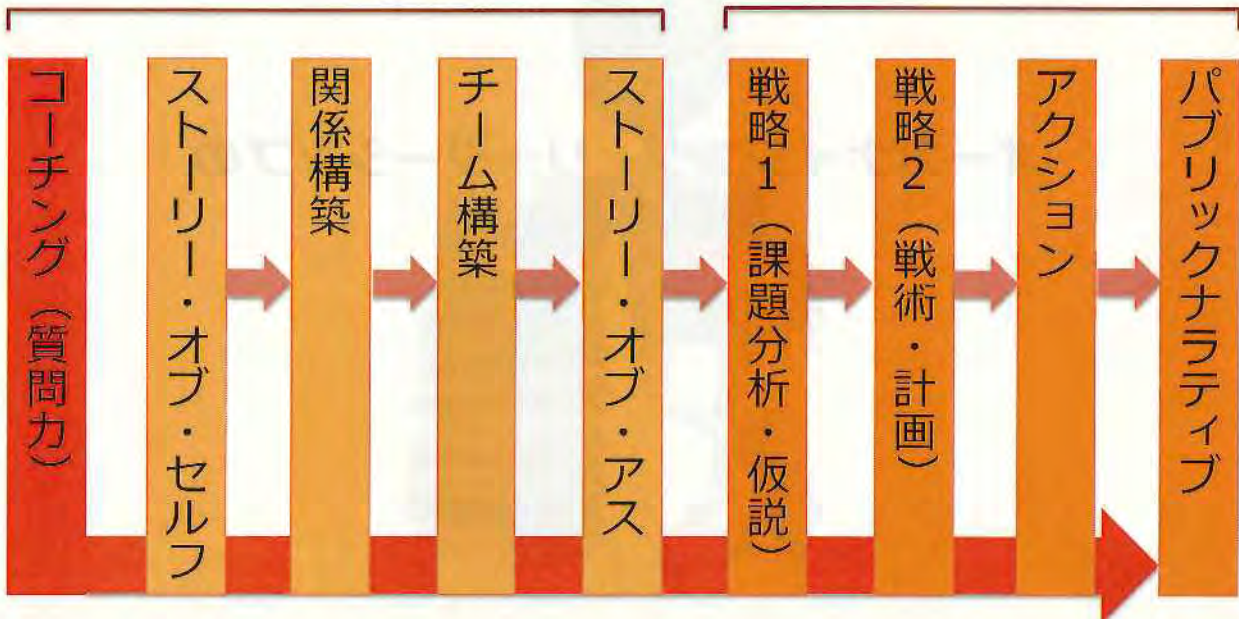 コーチング（質問力）
ストーリー・オブ・セルフ
関係構築
チーム構築
ストーリー・オブ・アス
戦略1（課題分析・仮説）
戦略2（戦術・計画）
アクション
パブリックナラティブ